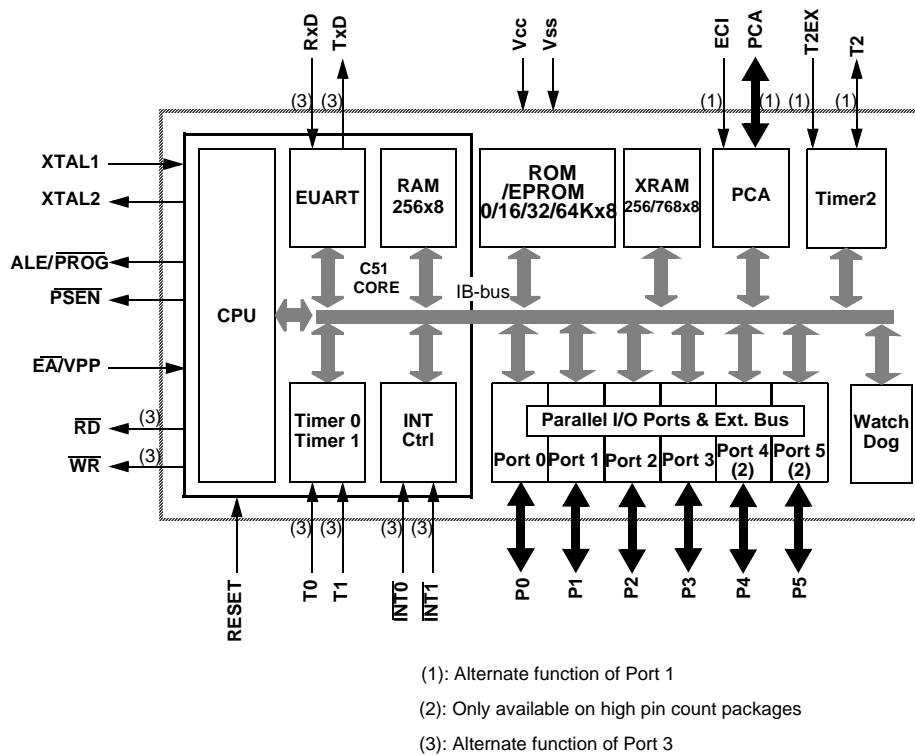 RxD
TxD
Vcc
Vss
ECI
PCA
T2EX
T2
(3)
(3)
(1)
(1)
(1)
(1)
XTAL1
XTAL2
ALE/PROG
PSEN
EA/VPP
RD
(3)
WR
(3)
CPU
EUART
RAM
256x8
C51
CORE
IB-bus
ROM
/EPROM
0/16/32/64Kx8
XRAM
256/768x8
PCA
Timer2
Timer 0
Timer 1
INT
Ctrl
Parallel I/O Ports & Ext. Bus
Port 0
Port 1
Port 2
Port 3
Port 4
(2)
Port 5
(2)
Watch
Dog
(3)
(3)
(3)
(3)
RESET
T0
T1
INT0
INT1
P0
P1
P2
P3
P4
P5
(1): Alternate function of Port 1
(2): Only available on high pin count packages
(3): Alternate function of Port 3